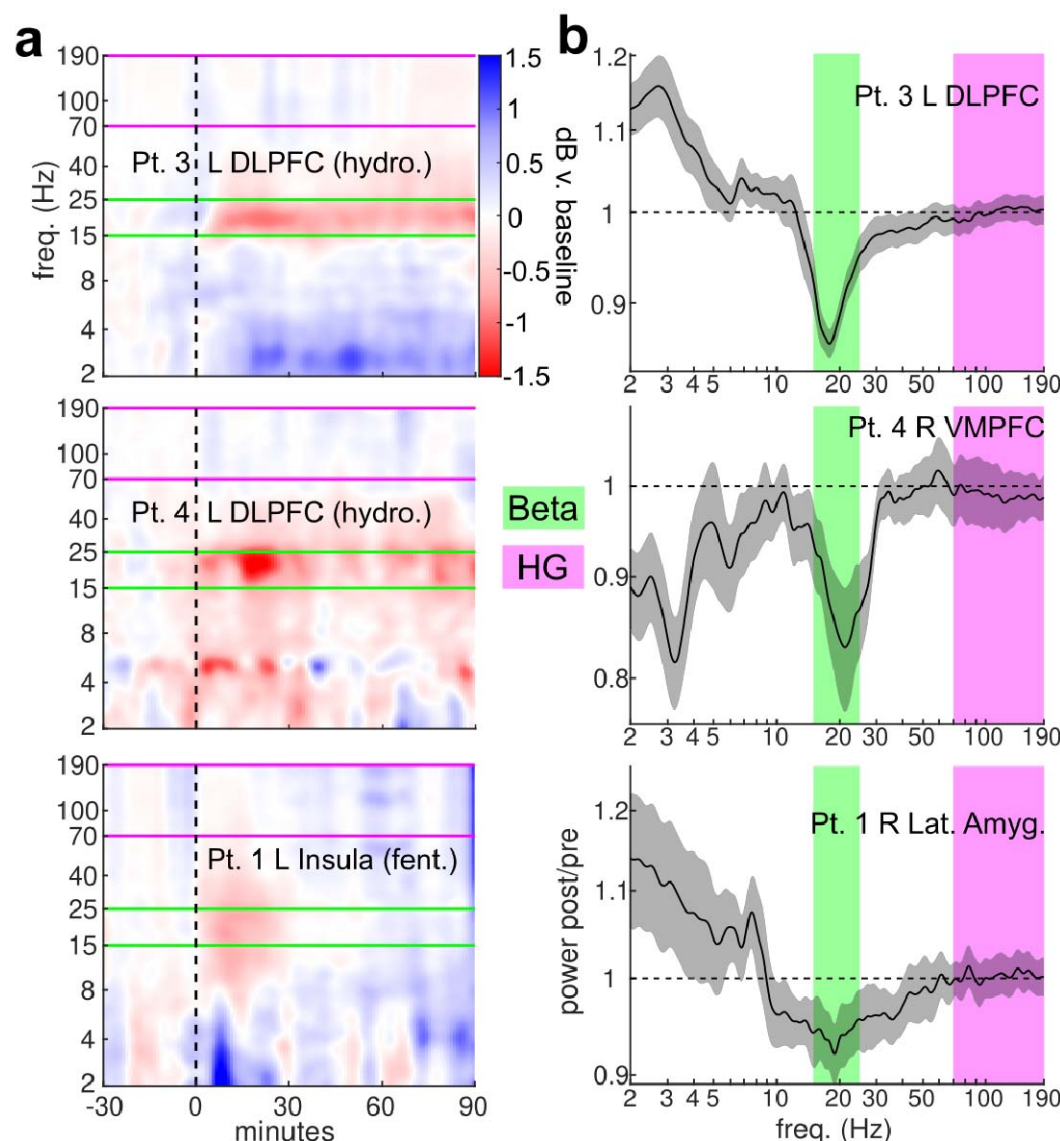 a
190
100
70
40
25
15
8
4
2
freq. (Hz)
Pt. 3 L DLPFC (hydro.)
1.5
1
0.5
0
-0.5
-1
-1.5
dB v. baseline
190
100
70
40
25
15
8
4
2
Pt. 4 L DLPFC (hydro.)
190
100
70
40
25
15
8
4
2
Pt. 1 L Insula (fent.)
-30 0 30 60 90
minutes
Beta
HG
b
1.2
1.1
1
0.9
Pt. 3 L DLPFC
2 3 4 5 10 20 30 100 190
1
0.9
0.8
Pt. 4 R VMPFC
2 3 4 5 10 20 30 100 190
1.2
1.1
1
0.9
power post/pre
Pt. 1 R Lat. Amyg.
2 3 4 5 10 20 30 100 190
freq. (Hz)